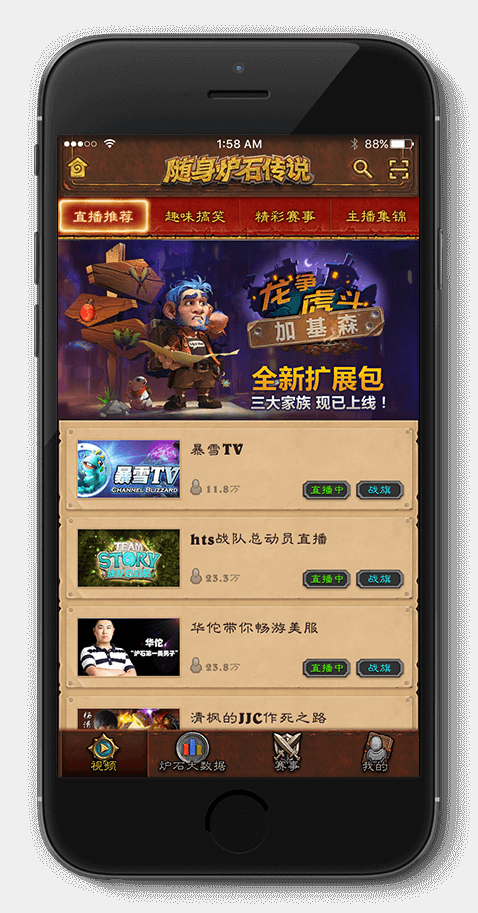 1:58 AM
88%
随身炉石传说
直播推荐
趣味搞笑
精彩赛事
主播集锦
龙争虎斗
加基森
全新扩展包
三大家族 现已上线！
暴雪TV
CHANNEL BLIZZARD
暴雪TV
11.8万
直播中
战旗
TEAM
STORY
hts战队总动员直播
23.3万
直播中
战旗
华佗
“炉石第一美男子”
华佗带你畅游美服
23.8万
直播中
战旗
清枫的JJC作死之路
视频
炉石大数据
赛事
我的